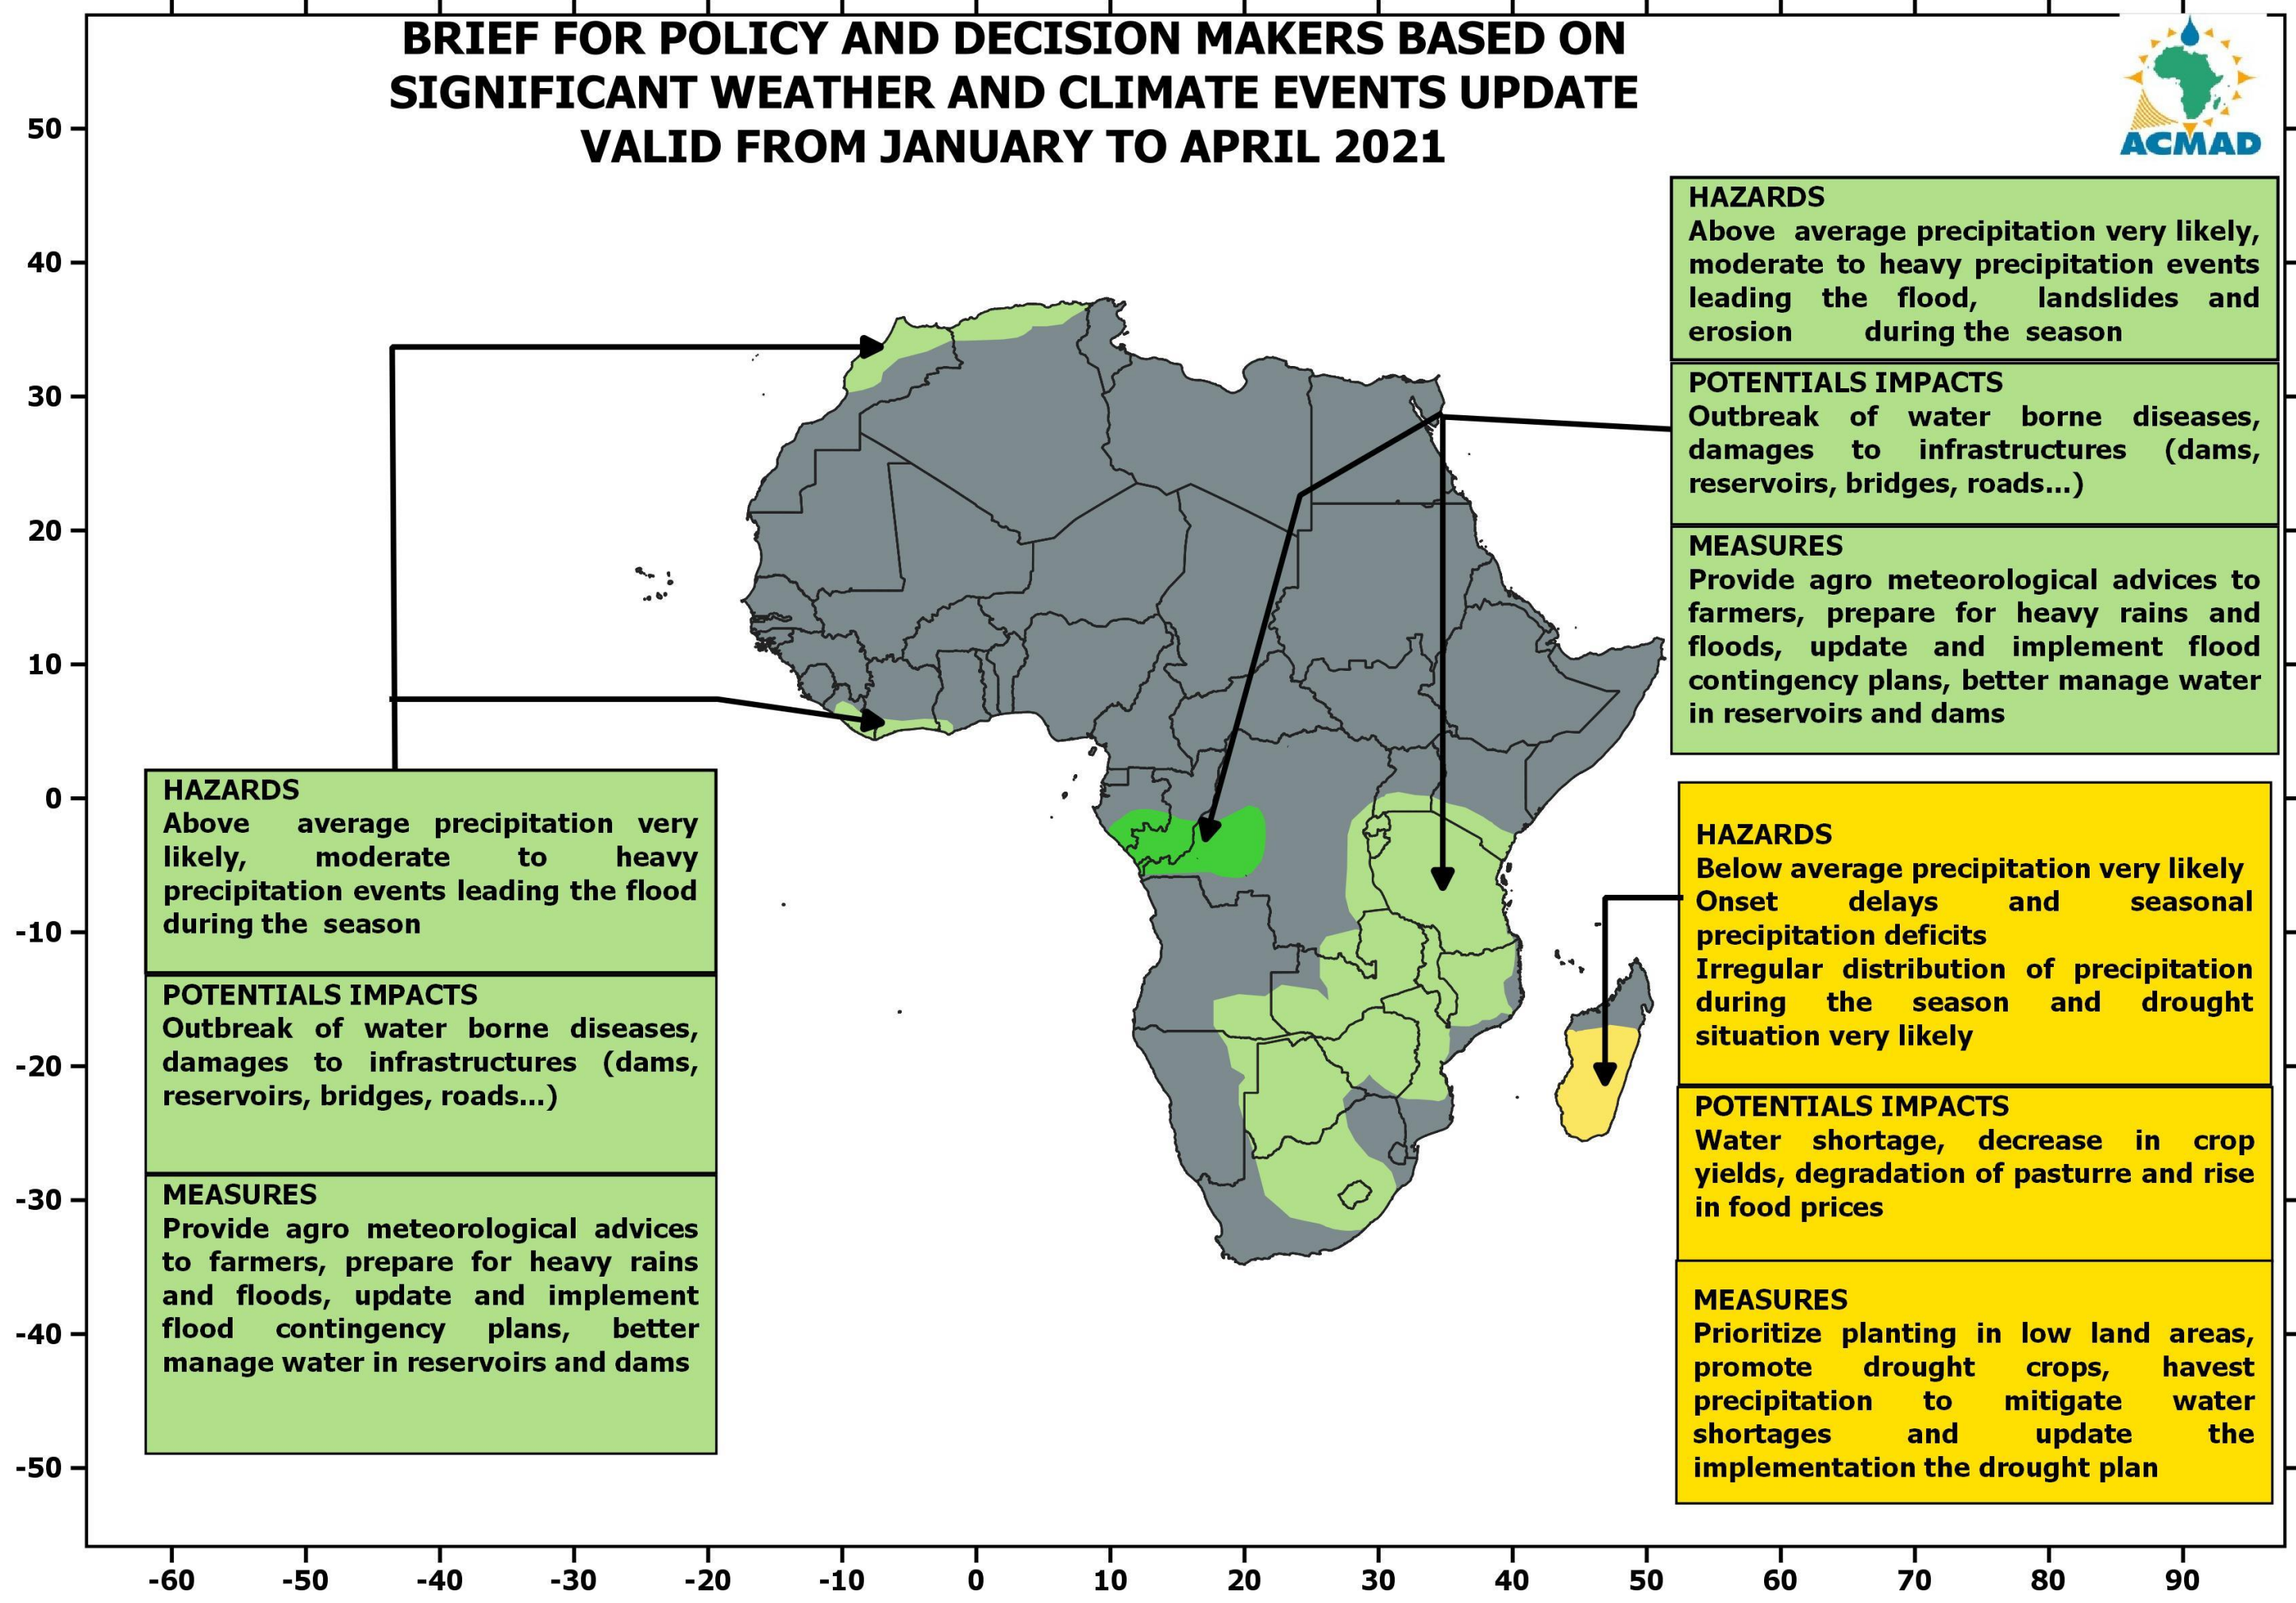 BRIEF FOR POLICY AND DECISION MAKERS BASED ON
SIGNIFICANT WEATHER AND CLIMATE EVENTS UPDATE
VALID FROM JANUARY TO APRIL 2021
ACMAD
HAZARDS
Above average precipitation very likely,
moderate to heavy precipitation events
leading the flood, landslides and
erosion during the season
POTENTIALS IMPACTS
Outbreak of water borne diseases,
damages to infrastructures (dams,
reservoirs, bridges, roads...)
MEASURES
Provide agro meteorological advices to
farmers, prepare for heavy rains and
floods, update and implement flood
contingency plans, better manage water
in reservoirs and dams
HAZARDS
Above average precipitation very
likely, moderate to heavy
precipitation events leading the flood
during the season
POTENTIALS IMPACTS
Outbreak of water borne diseases,
damages to infrastructures (dams,
reservoirs, bridges, roads...)
MEASURES
Provide agro meteorological advices
to farmers, prepare for heavy rains
and floods, update and implement
flood contingency plans, better
manage water in reservoirs and dams
HAZARDS
Below average precipitation very likely
Onset delays and seasonal
precipitation deficits
Irregular distribution of precipitation
during the season and drought
situation very likely
POTENTIALS IMPACTS
Water shortage, decrease in crop
yields, degradation of pasturre and rise
in food prices
MEASURES
Prioritize planting in low land areas,
promote drought crops, havest
precipitation to mitigate water
shortages and update the
implementation the drought plan
50
40
30
20
10
0
-10
-20
-30
-40
-50
-60 -50 -40 -30 -20 -10 0 10 20 30 40 50 60 70 80 90